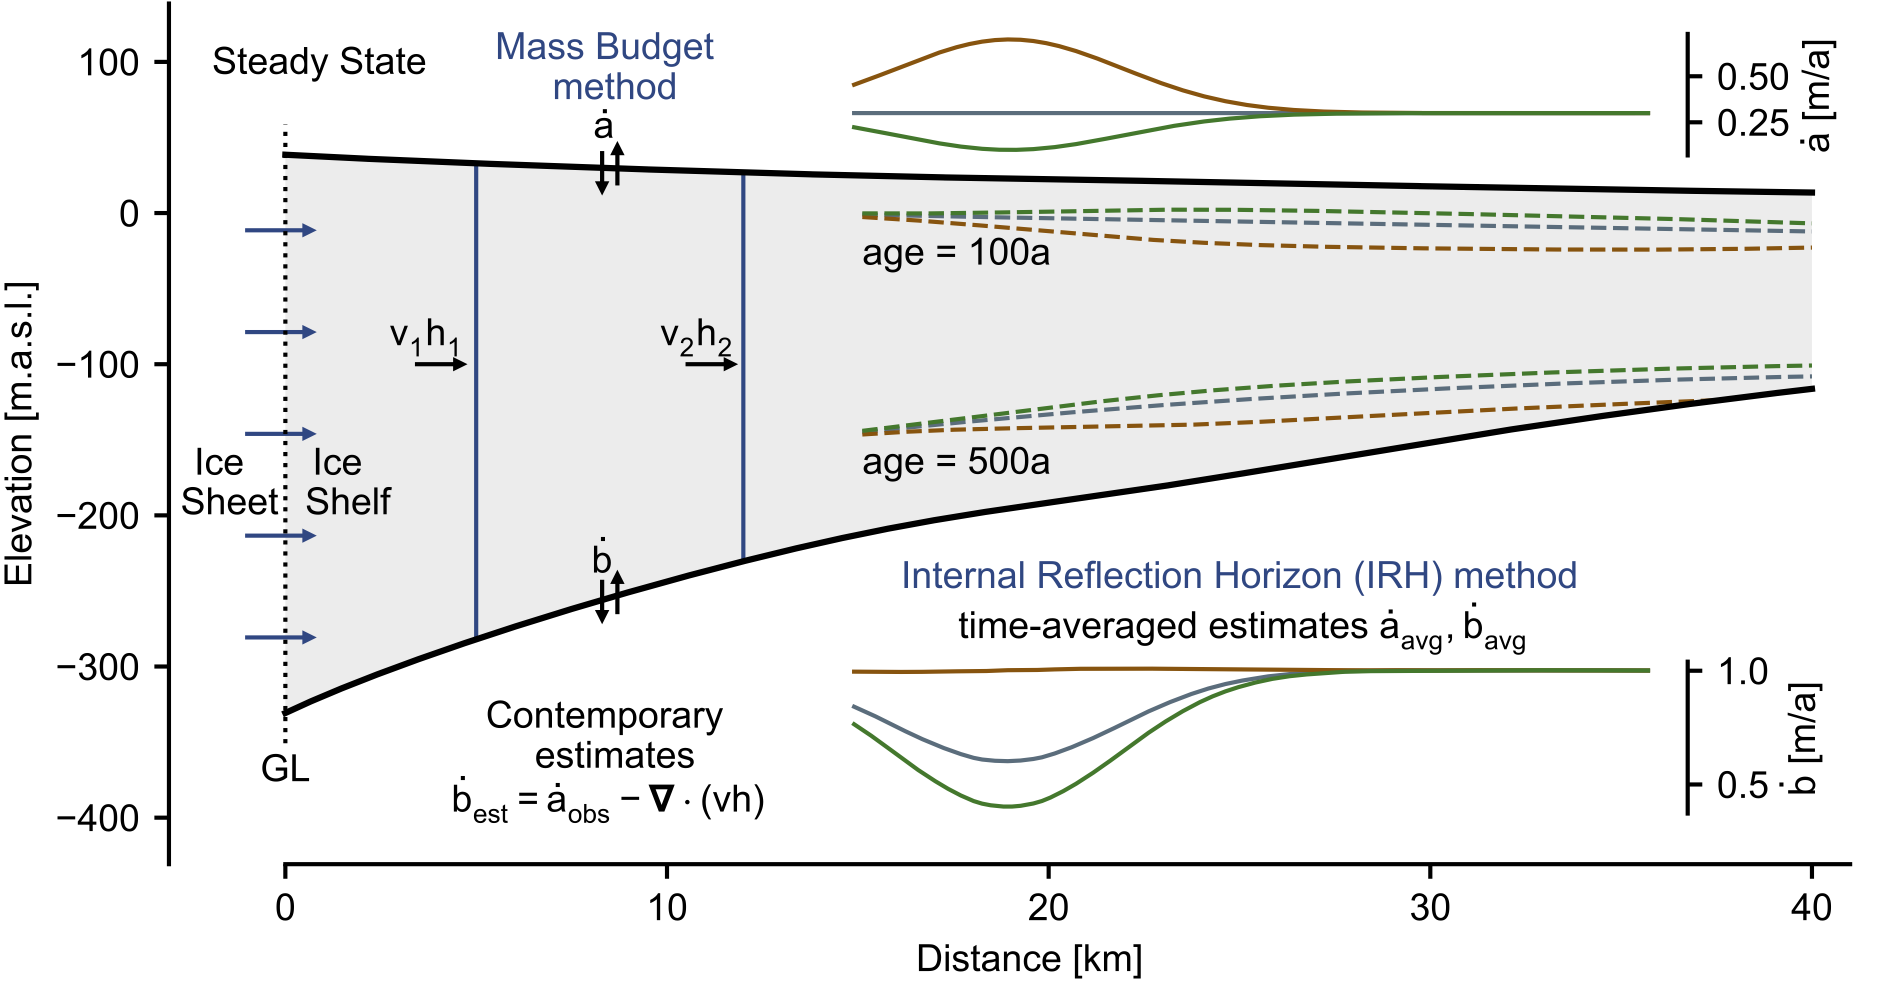 Steady State
Mass Budget
method
ȧ
100
0
−100
−200
−300
−400
Elevation [m.a.s.l.]
0.50
0.25
ȧ [m/a]
age = 100a
v₁h₁
v₂h₂
age = 500a
Ice
Sheet
Ice
Shelf
ḃ
Internal Reflection Horizon (IRH) method
time-averaged estimates ȧavg, ḃavg
1.0
0.5
ḃ [m/a]
Contemporary
estimates
ḃest = ȧobs − ∇ · (vh)
GL
0
10
20
30
40
Distance [km]